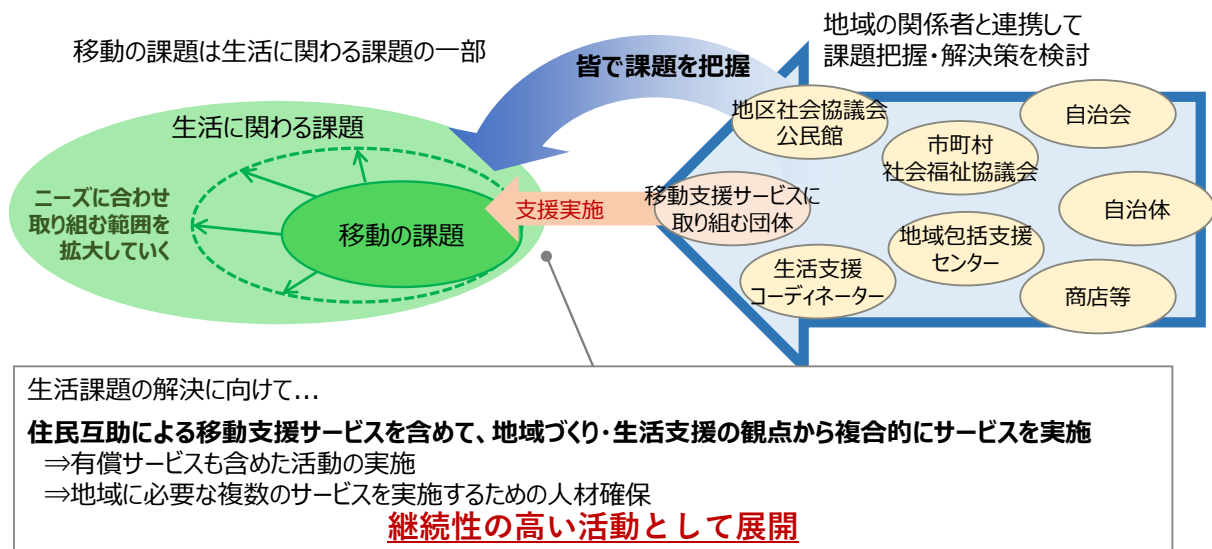 移動の課題は生活に関わる課題の一部
地域の関係者と連携して
課題把握・解決策を検討
皆で課題を把握
生活に関わる課題
ニーズに合わせ
取り組む範囲を
拡大していく
移動の課題
支援実施
移動支援サービスに
取り組む団体
地区社会協議会
公民館
市町村
社会福祉協議会
自治会
自治体
地域包括支援
センター
生活支援
コーディネーター
商店等
生活課題の解決に向けて…
住民互助による移動支援サービスを含めて、地域づくり・生活支援の観点から複合的にサービスを実施
⇒有償サービスも含めた活動の実施
⇒地域に必要な複数のサービスを実施するための人材確保
継続性の高い活動として展開